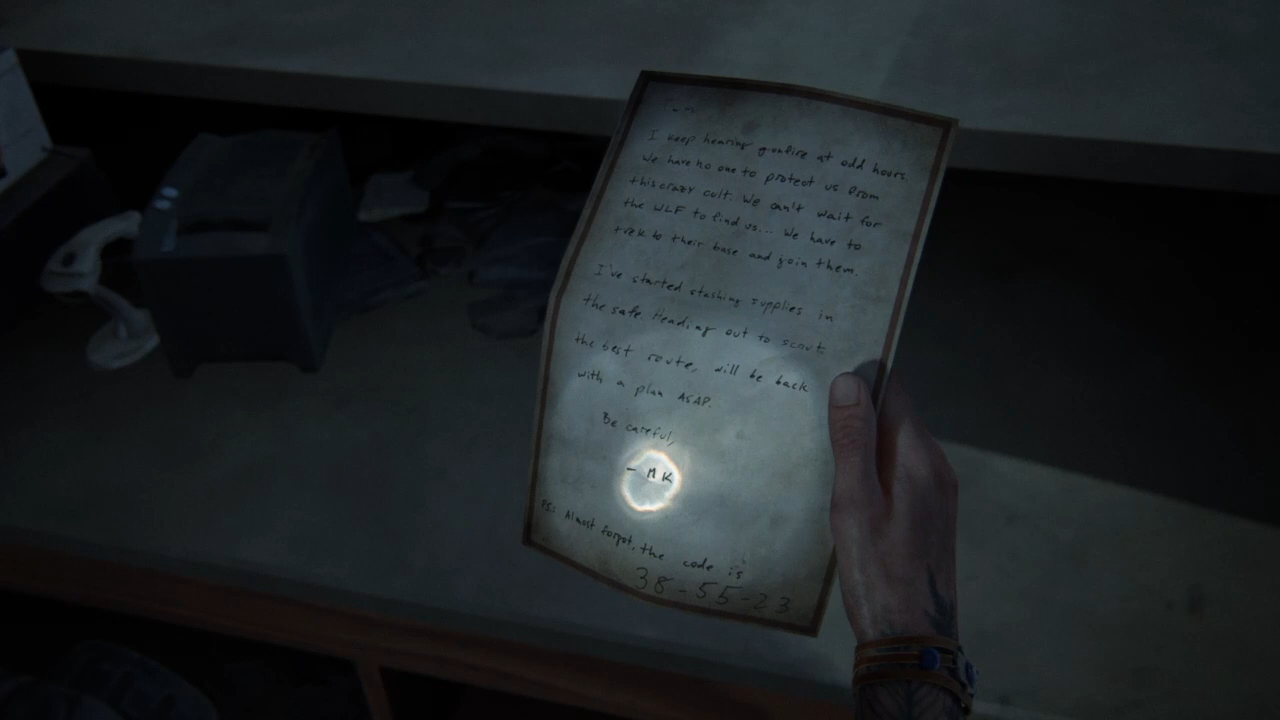 I keep hearing gunfire at odd hours.
We have no one to protect us from
this crazy cult. We can't wait for
the WLF to find us... We have to
trek to their base and join them.
I've started stashing supplies in
the safe. Heading out to scout
the best route, will be back
with a plan ASAP.
Be careful,
- MK
PS: Almost forgot, the code is
38-55-23